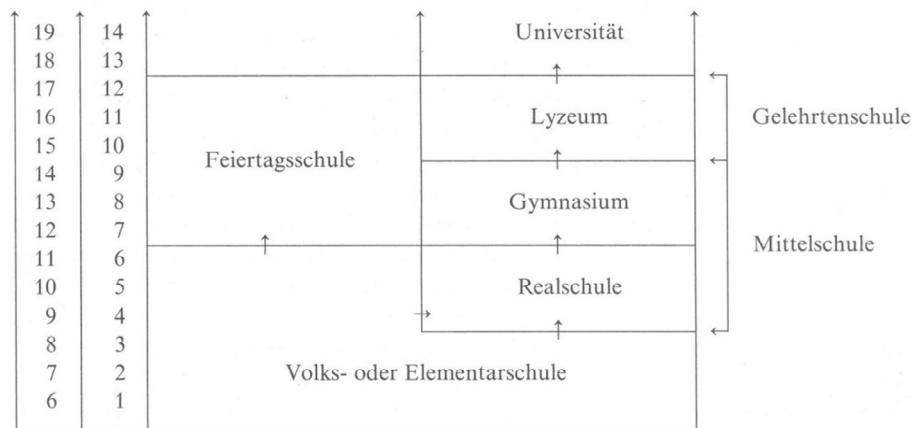 19 14 Universität
18 13
17 12
16 11 Lyzeum Gelehrtenschule
15 10
Feiertagsschule
14 9
13 8 Gymnasium
12 7
11 6 Mittelschule
10 5 Realschule
9 4
8 3
7 2 Volks- oder Elementarschule
6 1